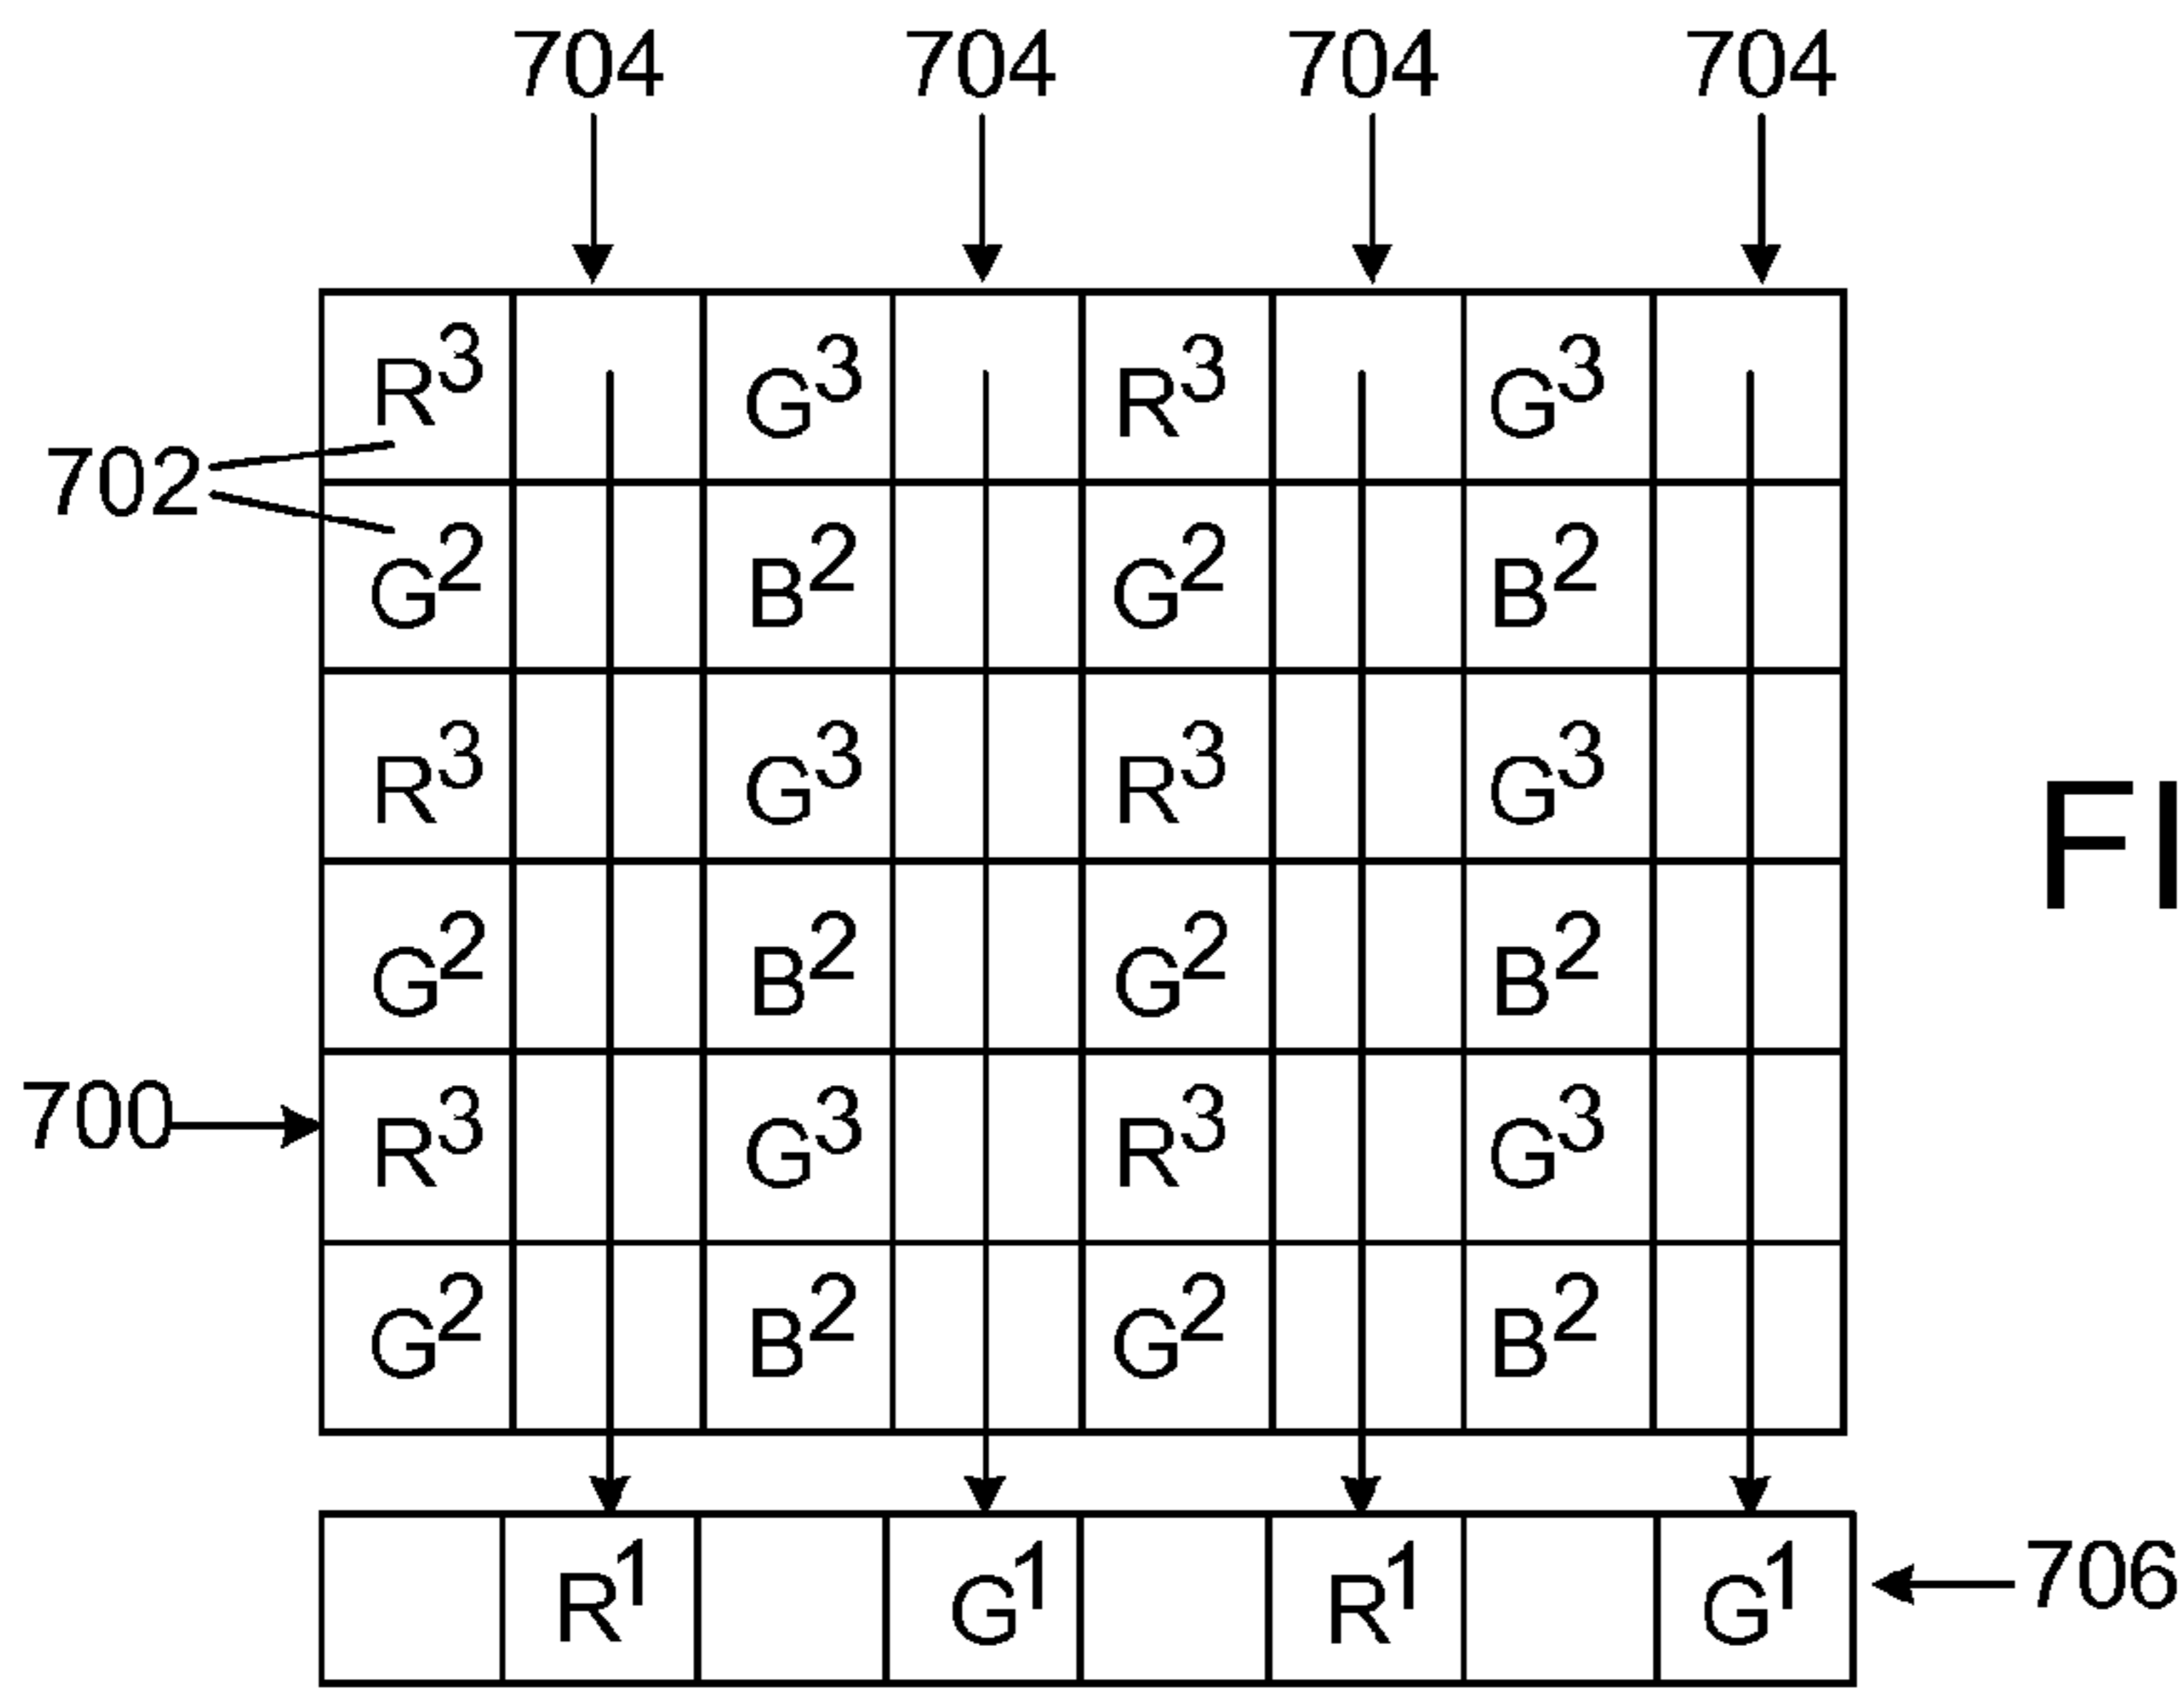 704 704 704 704
R³ G³ R³ G³
702
G² B² G² B²
R³ G³ R³ G³
FI
G² B² G² B²
700 R³ G³ R³ G³
G² B² G² B²
R¹ G¹ R¹ G¹ 706